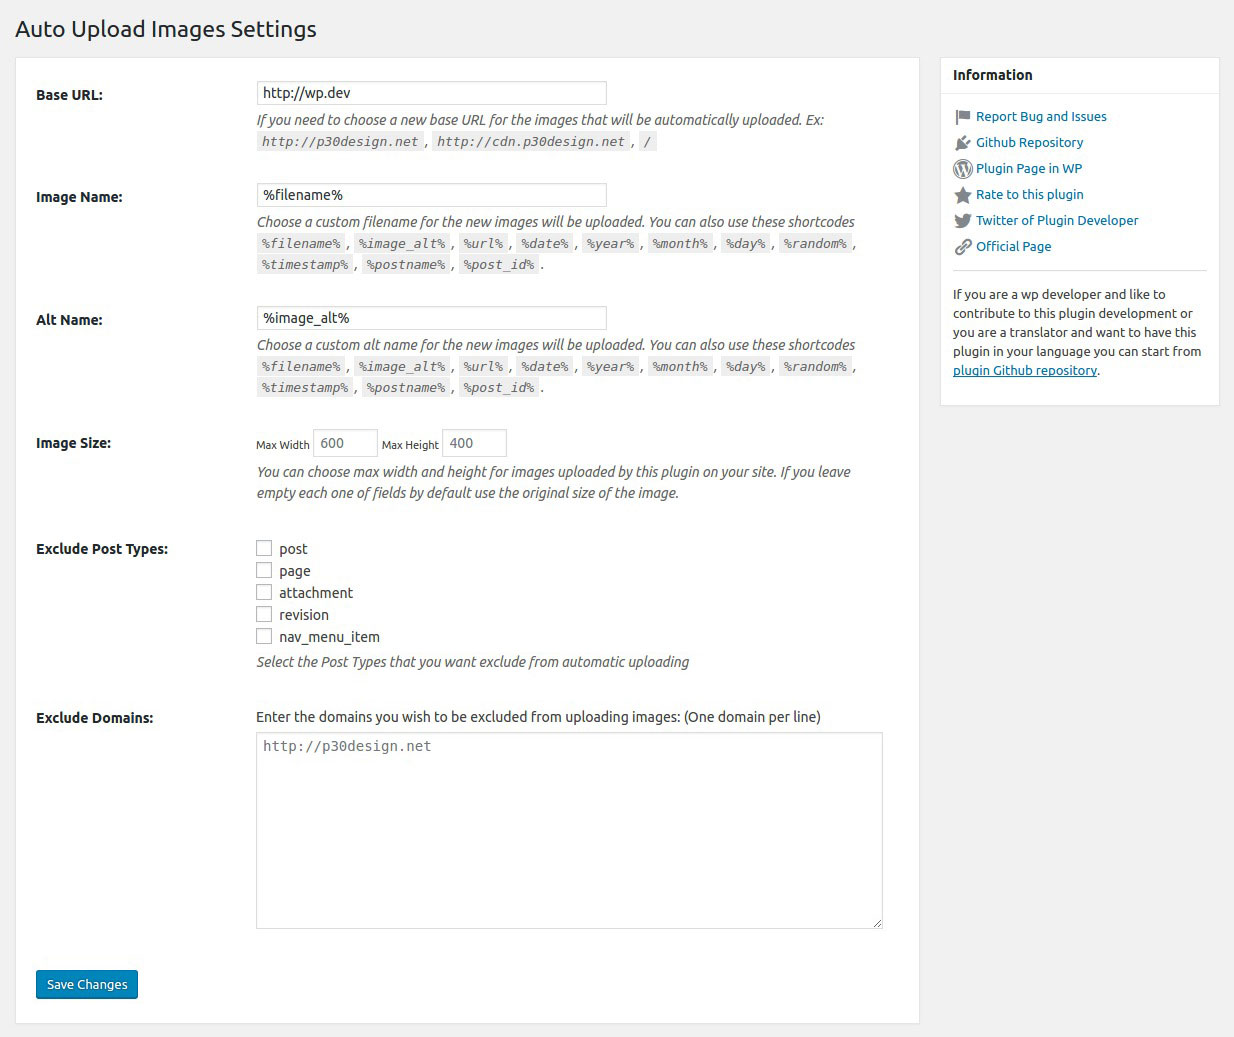 Auto Upload Images Settings
Base URL:
http://wp.dev
If you need to choose a new base URL for the images that will be automatically uploaded. Ex:
http://p30design.net , http://cdn.p30design.net , /
Image Name:
%filename%
Choose a custom filename for the new images will be uploaded. You can also use these shortcodes
%filename% , %image_alt% , %url% , %date% , %year% , %month% , %day% , %random% ,
%timestamp% , %postname% , %post_id% .
Alt Name:
%image_alt%
Choose a custom alt name for the new images will be uploaded. You can also use these shortcodes
%filename% , %image_alt% , %url% , %date% , %year% , %month% , %day% , %random% ,
%timestamp% , %postname% , %post_id% .
Image Size:
Max Width 600 Max Height 400
You can choose max width and height for images uploaded by this plugin on your site. If you leave
empty each one of fields by default use the original size of the image.
Exclude Post Types:
post
page
attachment
revision
nav_menu_item
Select the Post Types that you want exclude from automatic uploading
Exclude Domains:
Enter the domains you wish to be excluded from uploading images: (One domain per line)
http://p30design.net
Save Changes
Information
Report Bug and Issues
Github Repository
Plugin Page in WP
Rate to this plugin
Twitter of Plugin Developer
Official Page
If you are a wp developer and like to
contribute to this plugin development or
you are a translator and want to have this
plugin in your language you can start from
plugin Github repository.